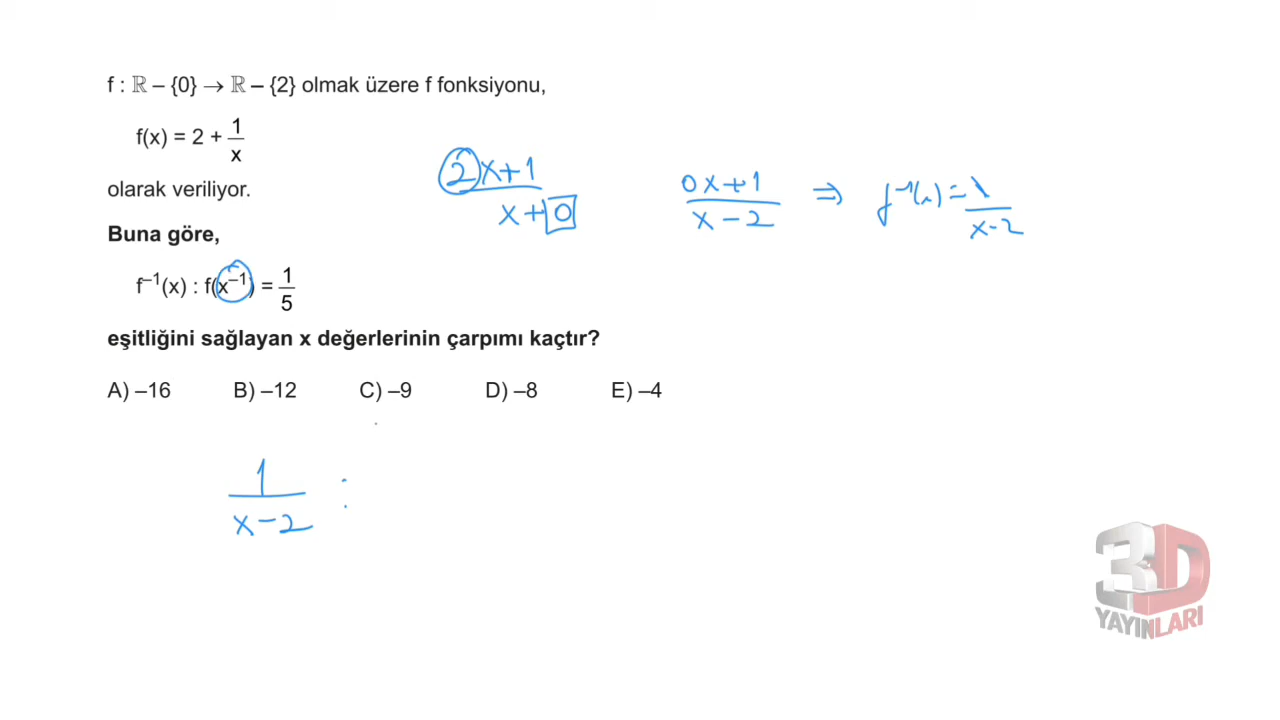 f : ℝ – {0} → ℝ – {2} olmak üzere f fonksiyonu,
f(x) = 2 + 1/x
olarak veriliyor.
Buna göre,
f⁻¹(x) : f(x⁻¹) = 1/5
eşitliğini sağlayan x değerlerinin çarpımı kaçtır?
A) –16 B) –12 C) –9 D) –8 E) –4
2x+1
x+0
0x+1
x-2
⇒ f⁻¹(x) = 1
x-2
1
x-2
:
3D
YAYINLARI